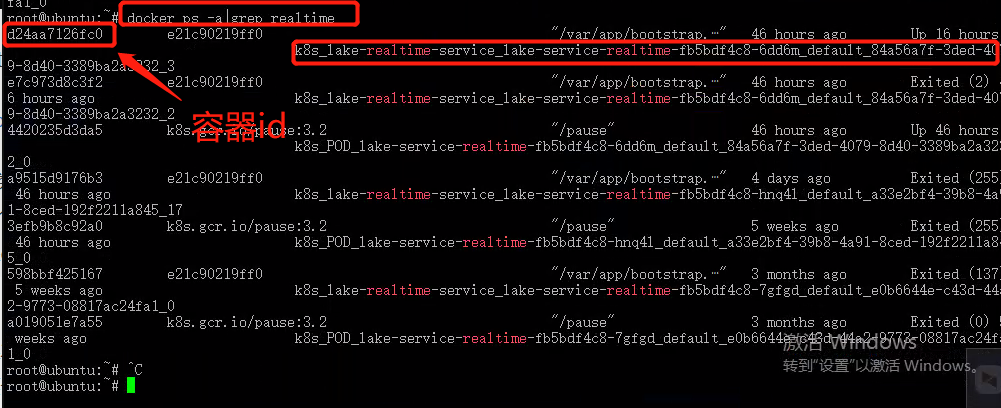 fa1_0
root@ubuntu:~# docker ps -a|grep realtime
d24aa7126fc0 e21c90219ff0 "/var/app/bootstrap.…" 46 hours ago Up 16 hours
k8s_lake-realtime-service_lake-service-realtime-fb5bdf4c8-6dd6m_default_84a56a7f-3ded-40
9-8d40-3389ba2a3232_3
e7c973d8c3f2 e21c90219ff0 "/var/app/bootstrap.…" 46 hours ago Exited (2)
6 hours ago k8s_lake-realtime-service_lake-service-realtime-fb5bdf4c8-6dd6m_default_84a56a7f-3ded-407
9-8d40-3389ba2a3232_2
容器id
4420235d3da5 k8s.gcr.io/pause:3.2 "/pause" 46 hours ago Up 46 hours
k8s_POD_lake-service-realtime-fb5bdf4c8-6dd6m_default_84a56a7f-3ded-4079-8d40-3389ba2a323
2_0
a9515d9176b3 e21c90219ff0 "/var/app/bootstrap.…" 4 days ago Exited (255)
46 hours ago k8s_lake-realtime-service_lake-service-realtime-fb5bdf4c8-hnq4l_default_a33e2bf4-39b8-4a9
1-8ced-192f2211a845_17
3efb9b8c92a0 k8s.gcr.io/pause:3.2 "/pause" 5 weeks ago Exited (255)
46 hours ago k8s_POD_lake-service-realtime-fb5bdf4c8-hnq4l_default_a33e2bf4-39b8-4a91-8ced-192f2211a84
5_0
598bbf425167 e21c90219ff0 "/var/app/bootstrap.…" 3 months ago Exited (137)
5 weeks ago k8s_lake-realtime-service_lake-service-realtime-fb5bdf4c8-7gfgd_default_e0b6644e-c43d-44a
2-9773-08817ac24fa1_0
a019051e7a55 k8s.gcr.io/pause:3.2 "/pause" 3 months ago Exited (0) 5
weeks ago k8s_POD_lake-service-realtime-fb5bdf4c8-7gfgd_default_e0b6644e-c43d-44a2-9773-08817ac24fa
1_0
root@ubuntu:~# ^C
root@ubuntu:~#
激活 Windows
转到"设置"以激活 Windows。